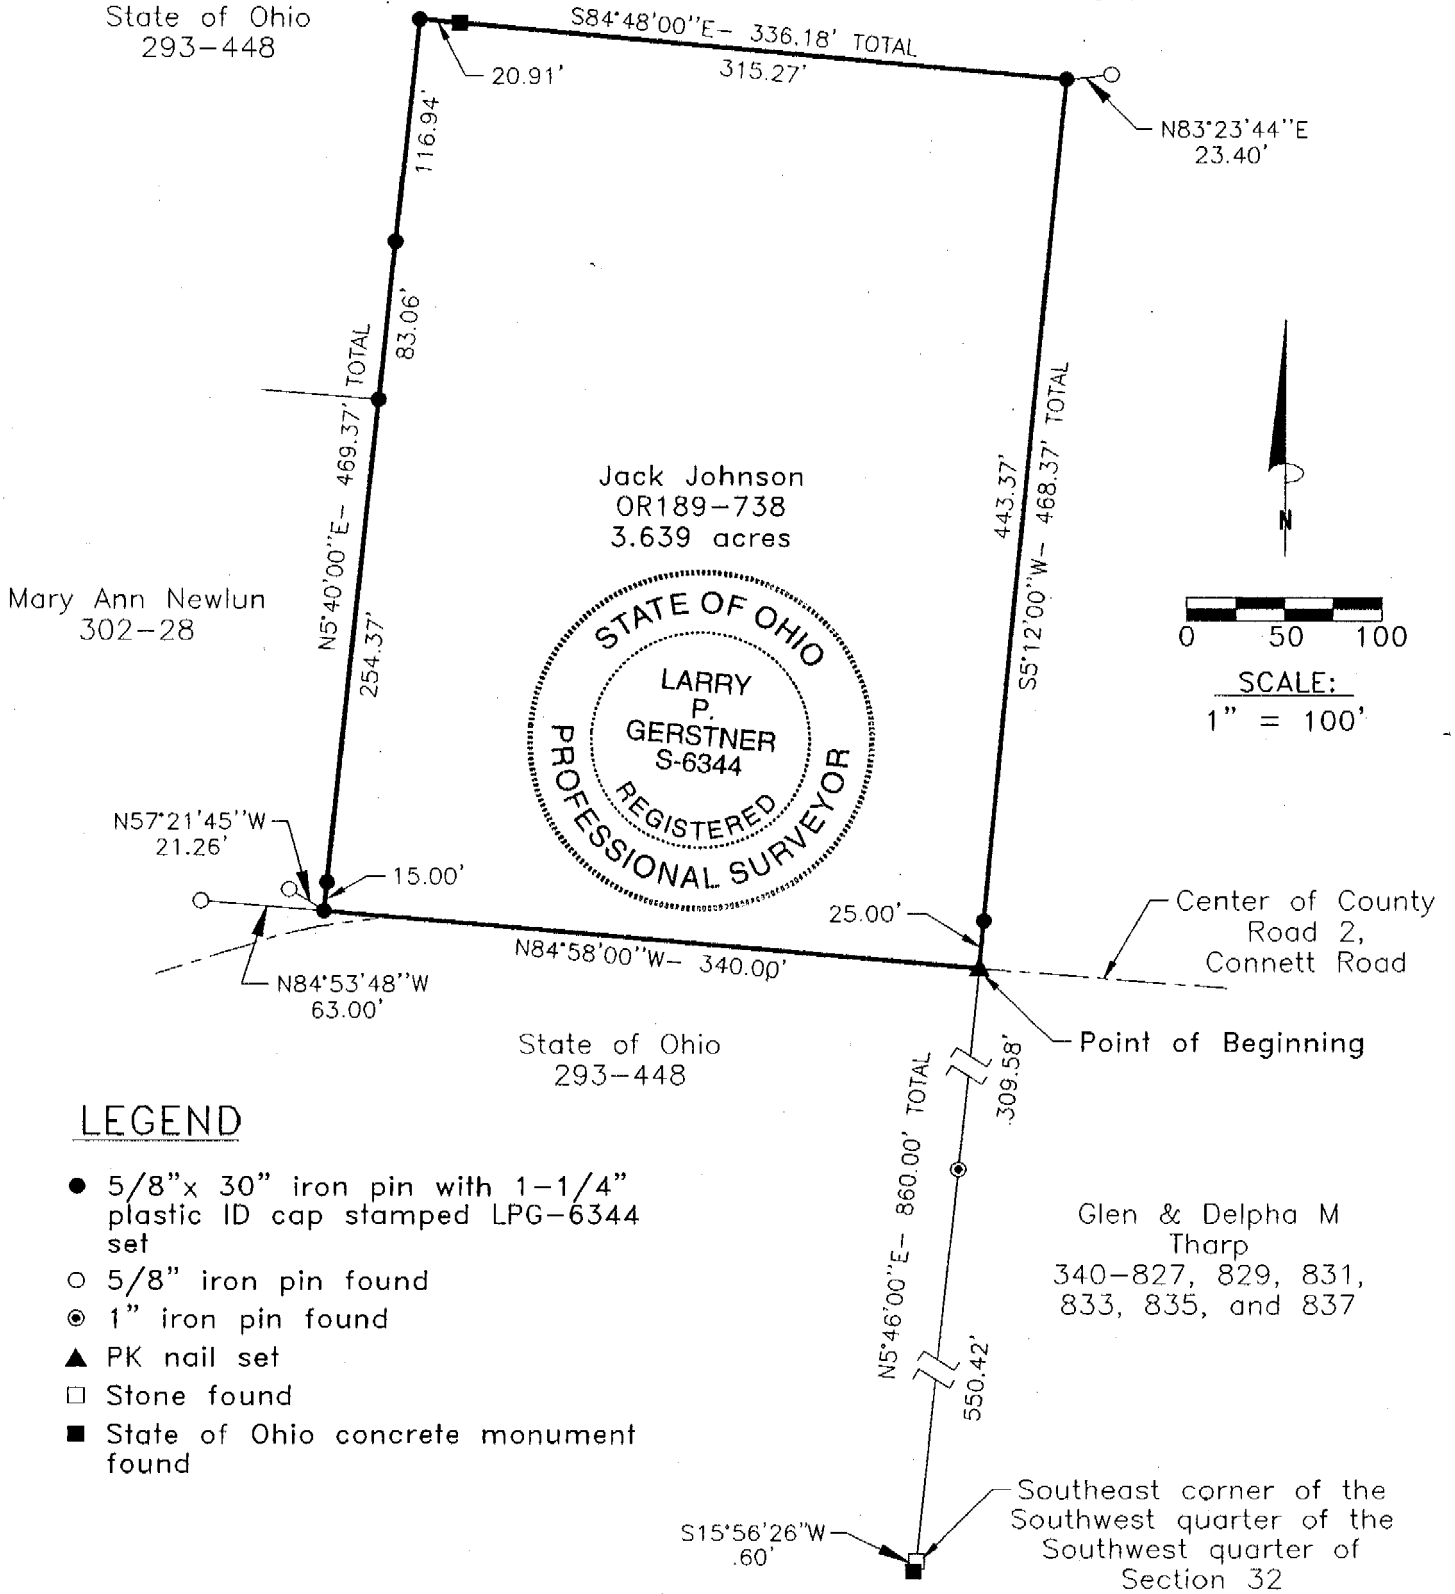 State of Ohio
293-448
S84°48'00"E- 336.18' TOTAL
315.27'
20.91'
N83°23'44"E
23.40'
116.94'
83.06'
N5°40'00"E- 469.37' TOTAL
254.37'
443.37'
S5°12'00"W- 468.37' TOTAL
Jack Johnson
OR189-738
3.639 acres
Mary Ann Newlun
302-28
N
0 50 100
SCALE:
1" = 100'
STATE OF OHIO
LARRY
P.
GERSTNER
S-6344
REGISTERED
PROFESSIONAL SURVEYOR
N57°21'45"W
21.26'
15.00'
25.00'
Center of County
Road 2,
Connett Road
N84°58'00"W- 340.00'
N84°53'48"W
63.00'
State of Ohio
293-448
Point of Beginning
309.58'
N5°46'00"E- 860.00' TOTAL
550.42'
Glen & Delpha M
Tharp
340-827, 829, 831,
833, 835, and 837
LEGEND
5/8"x 30" iron pin with 1-1/4"
plastic ID cap stamped LPG-6344
set
5/8" iron pin found
1" iron pin found
PK nail set
Stone found
State of Ohio concrete monument
found
S15°56'26"W
.60'
Southeast corner of the
Southwest quarter of the
Southwest quarter of
Section 32